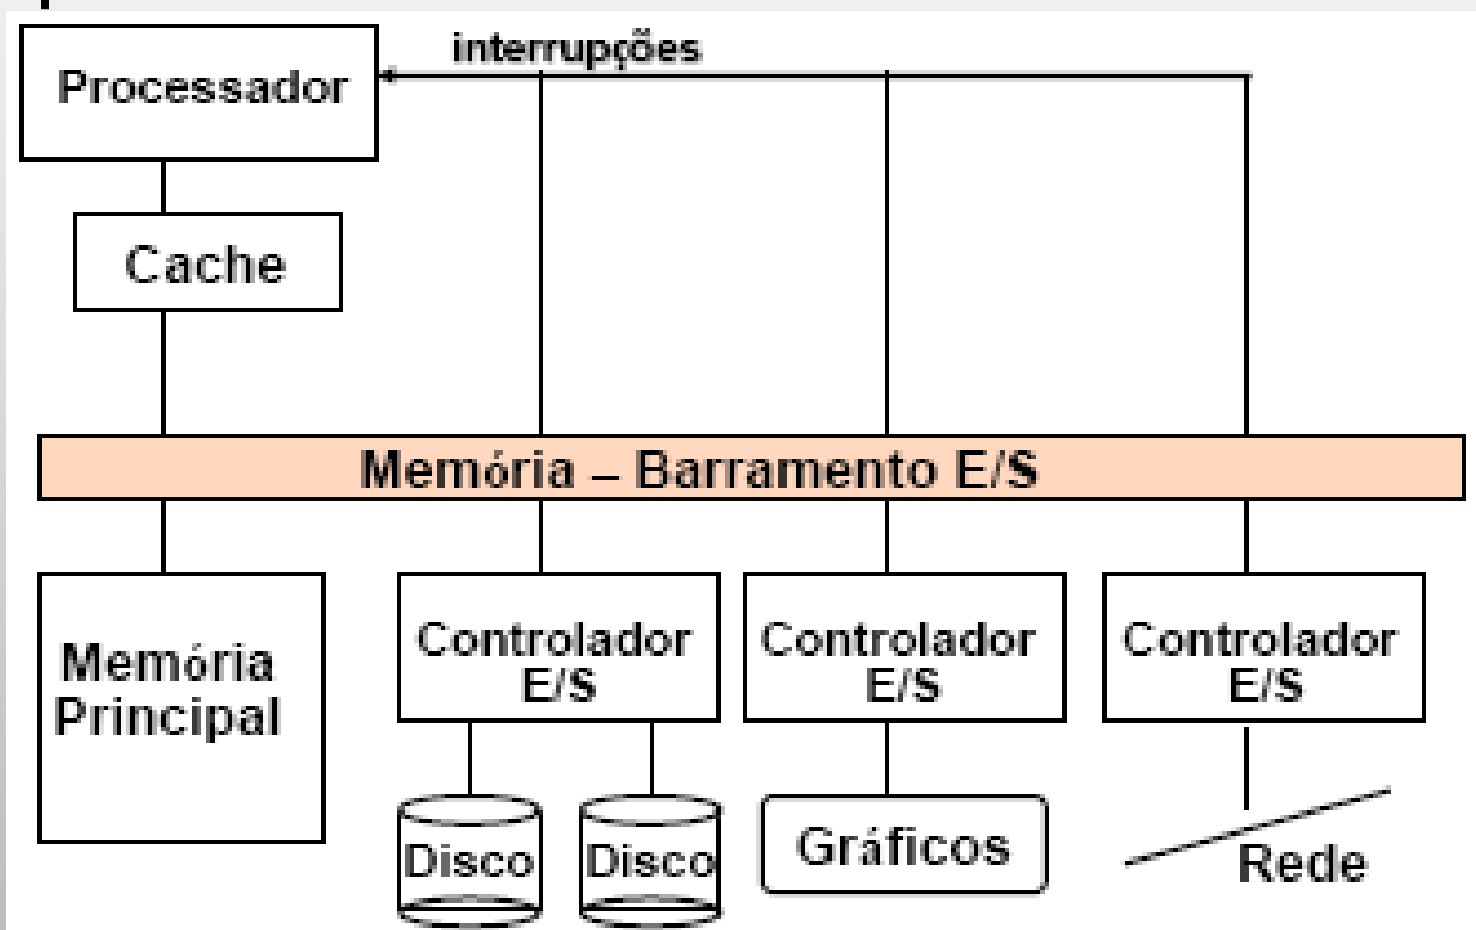 interrupções
Processador
Cache
Memória – Barramento E/S
Memória
Principal
Controlador
E/S
Controlador
E/S
Controlador
E/S
Disco
Disco
Gráficos
Rede